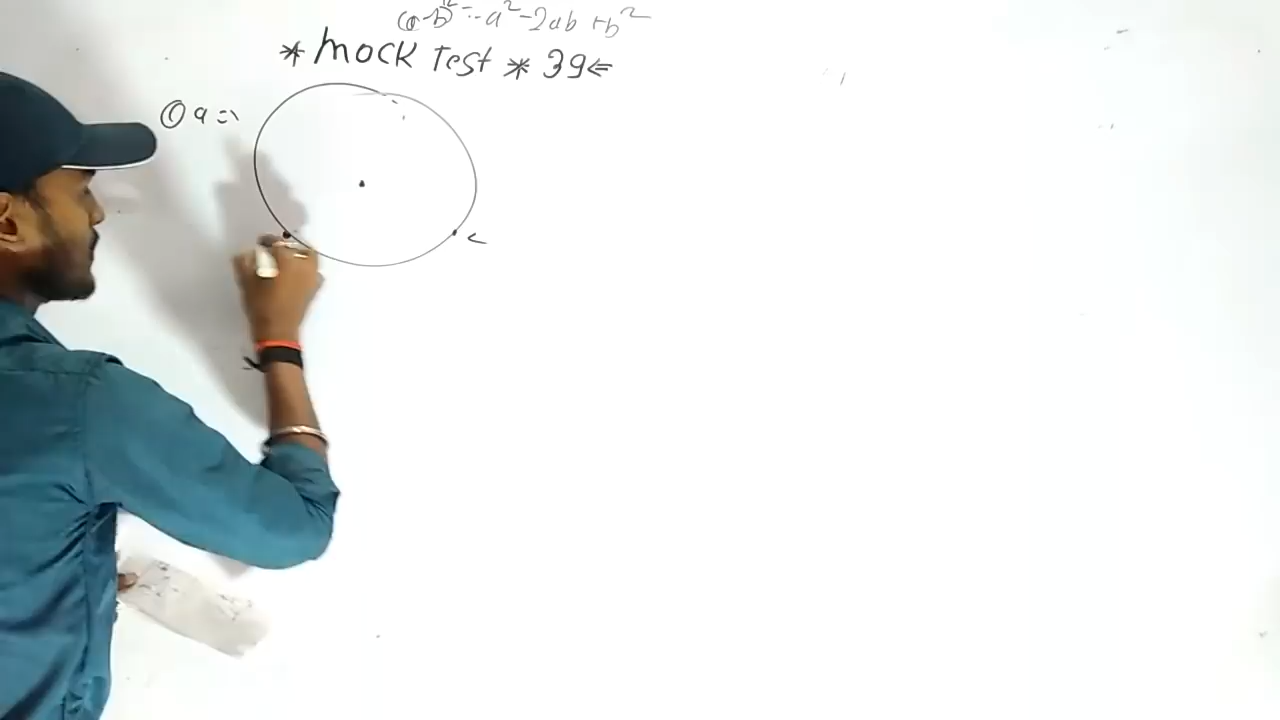 (a-b)² = a² - 2ab + b²
* Mock Test * 39 ⇐
① a ⇒
c